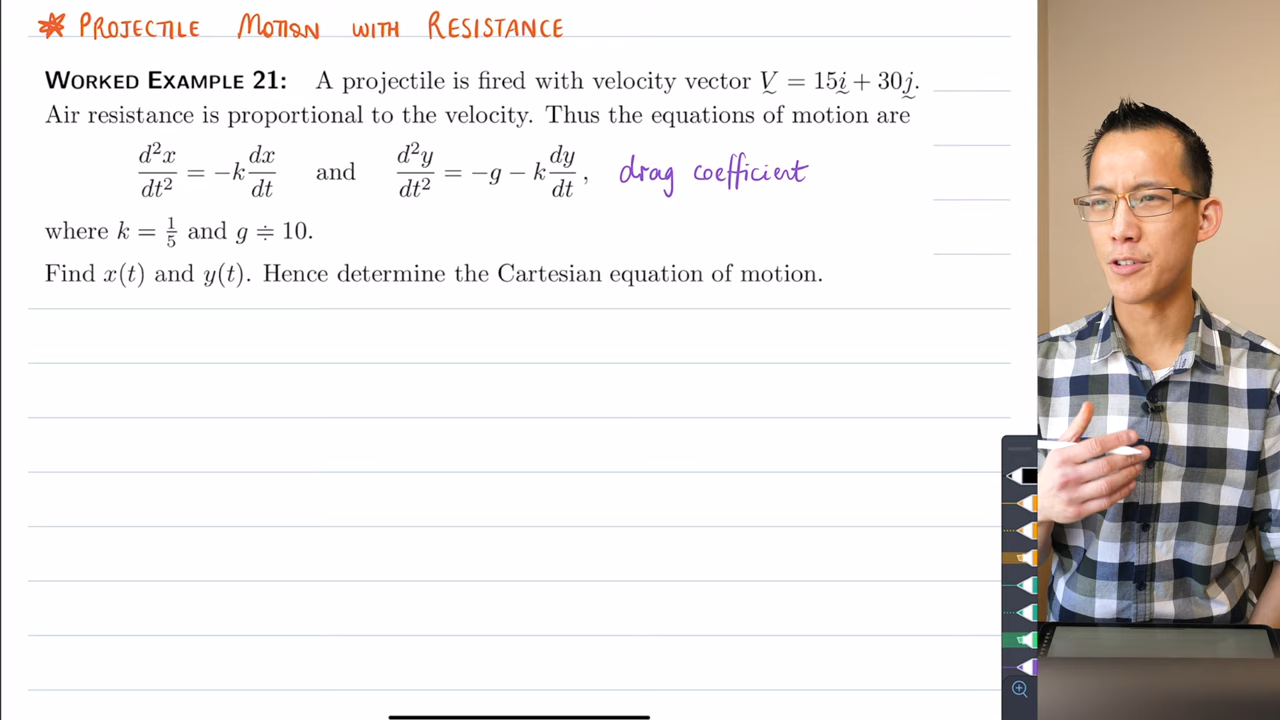 * PROJECTILE MOTION WITH RESISTANCE
WORKED EXAMPLE 21: A projectile is fired with velocity vector V = 15i + 30j.
Air resistance is proportional to the velocity. Thus the equations of motion are
d²x/dt² = −k dx/dt and d²y/dt² = −g − k dy/dt, drag coefficient
where k = 1/5 and g ≑ 10.
Find x(t) and y(t). Hence determine the Cartesian equation of motion.